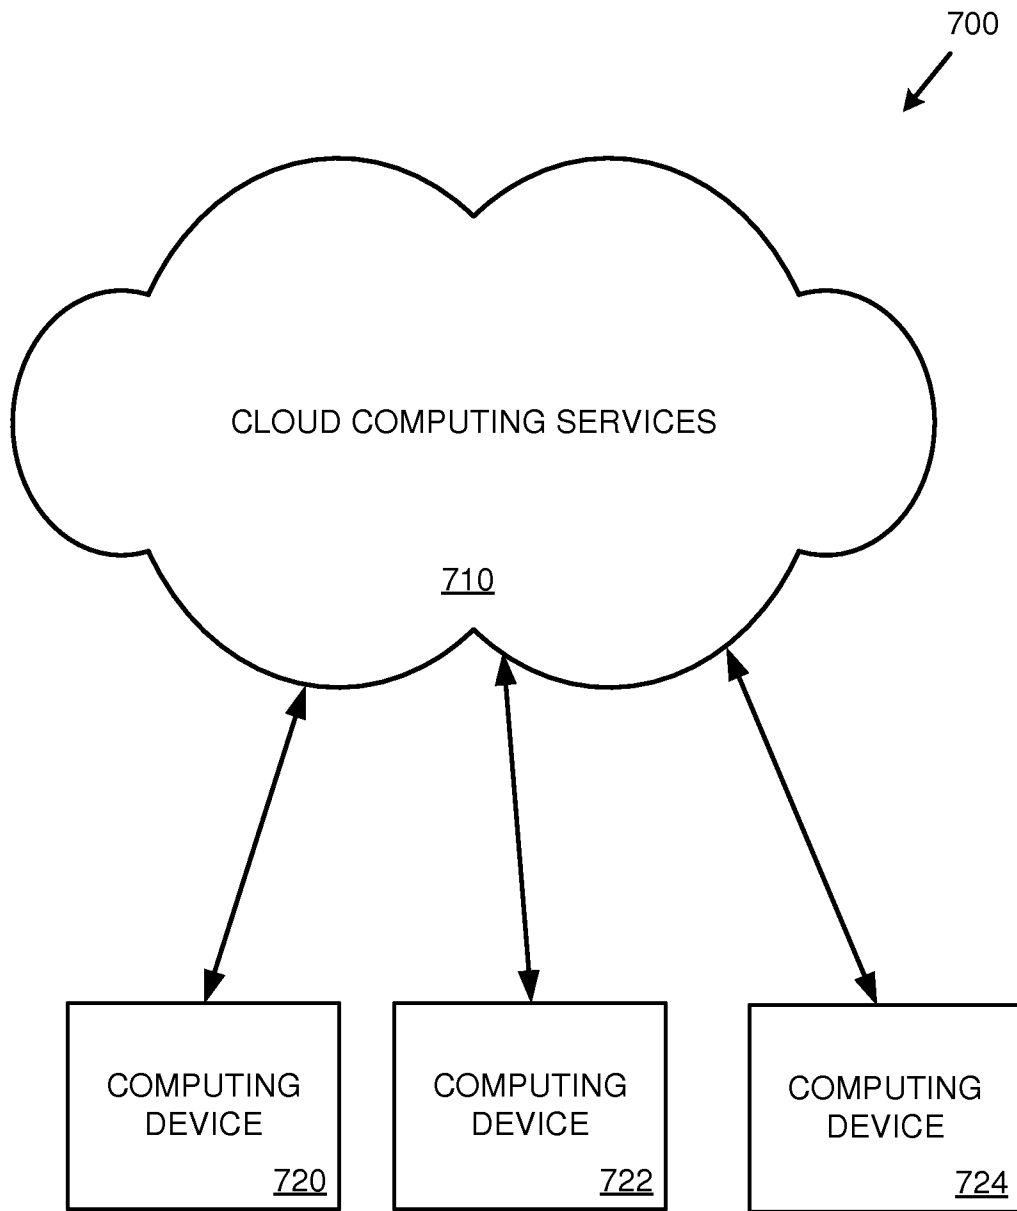 700
CLOUD COMPUTING SERVICES
710
COMPUTING
DEVICE
720
COMPUTING
DEVICE
722
COMPUTING
DEVICE
724